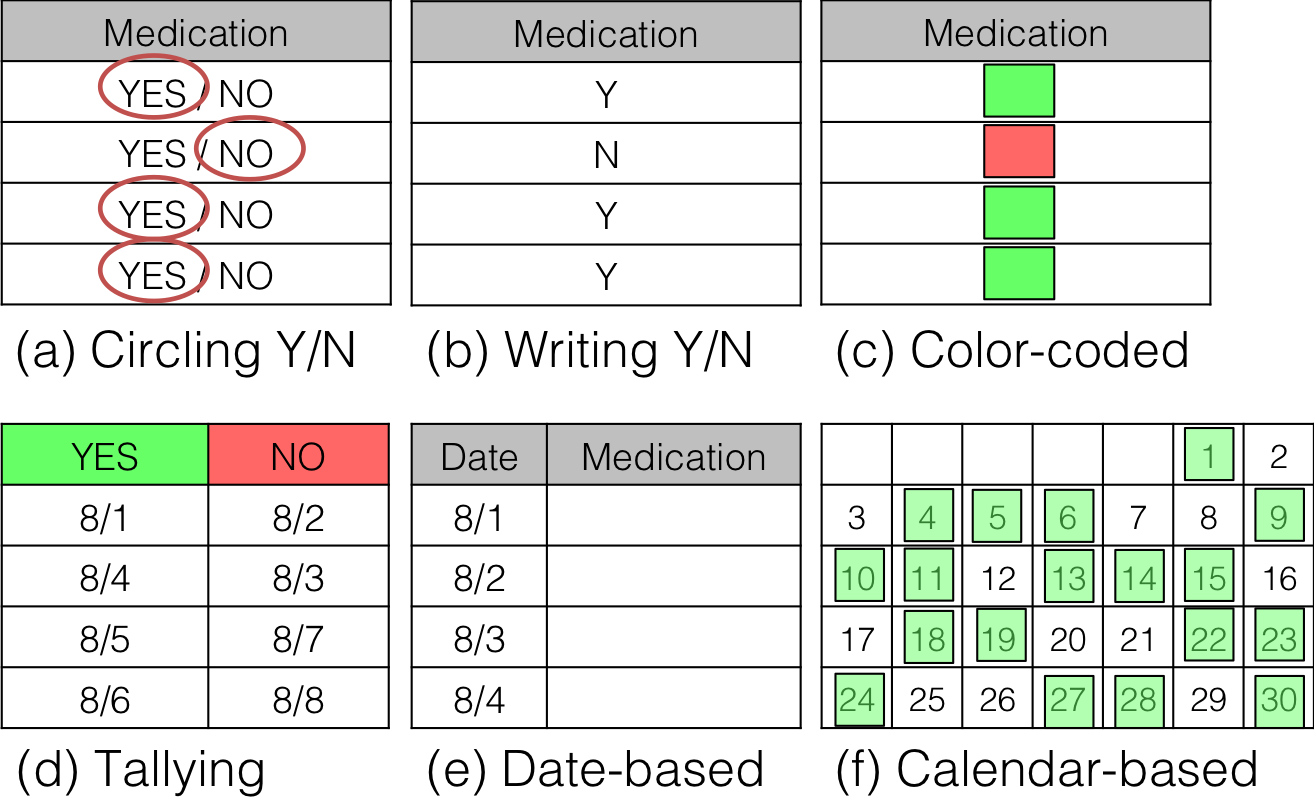 Medication
YES / NO
YES / NO
YES / NO
YES / NO
(a) Circling Y/N
Medication
Y
N
Y
Y
(b) Writing Y/N
Medication
(c) Color-coded
YES NO
8/1 8/2
8/4 8/3
8/5 8/7
8/6 8/8
(d) Tallying
Date Medication
8/1
8/2
8/3
8/4
(e) Date-based
1 2
3 4 5 6 7 8 9
10 11 12 13 14 15 16
17 18 19 20 21 22 23
24 25 26 27 28 29 30
(f) Calendar-based